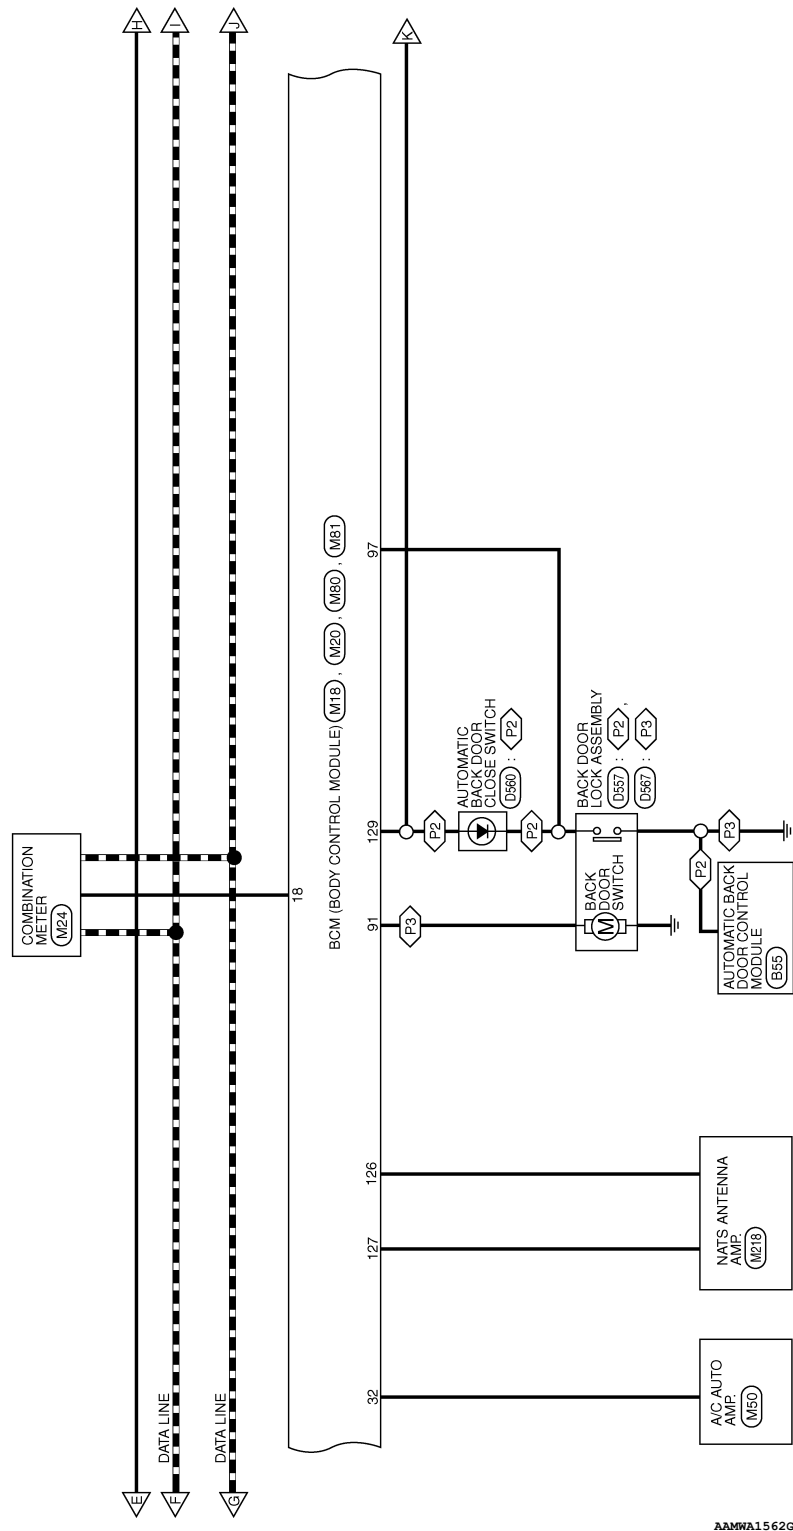 H
I
J
K
COMBINATION
METER
M24
18
BCM (BODY CONTROL MODULE) M18 , M20 , M80 , M81
97
129
91
P2
AUTOMATIC
BACK DOOR
CLOSE SWITCH
D560 : P2
P2
BACK DOOR
LOCK ASSEMBLY
D557 : P2 ,
D567 : P3
P3
BACK
DOOR
SWITCH
M
P3
P2
AUTOMATIC BACK
DOOR CONTROL
MODULE
B55
126
127
NATS ANTENNA
AMP.
M218
32
A/C AUTO
AMP.
M50
DATA LINE
DATA LINE
E
F
G
AAMWA1562G